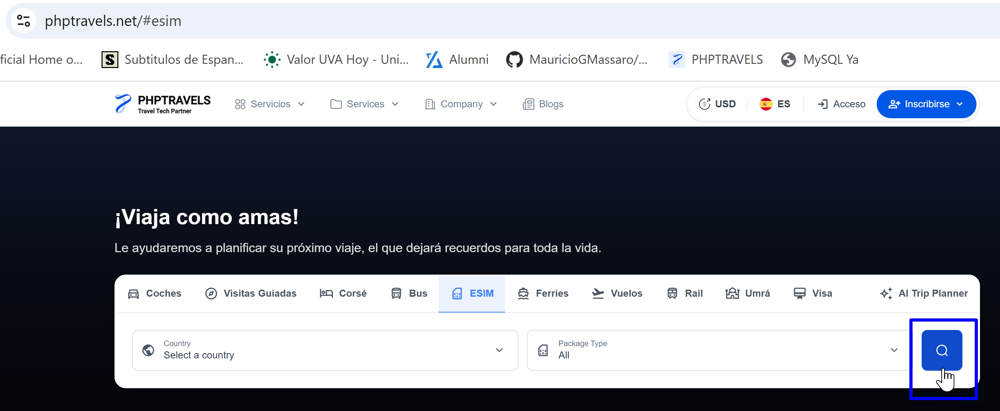 phptravels.net/#esim
ficial Home o... Subtitulos de Espan... Valor UVA Hoy - Uni... Alumni MauricioGMassaro/... PHPTRAVELS MySQL Ya
PHPTRAVELS
Travel Tech Partner
Servicios Services Company Blogs USD ES Acceso Inscribirse
¡Viaja como amas!
Le ayudaremos a planificar su próximo viaje, el que dejará recuerdos para toda la vida.
Coches Visitas Guiadas Corsé Bus ESIM Ferries Vuelos Rail Umrá Visa AI Trip Planner
Country
Select a country
Package Type
All